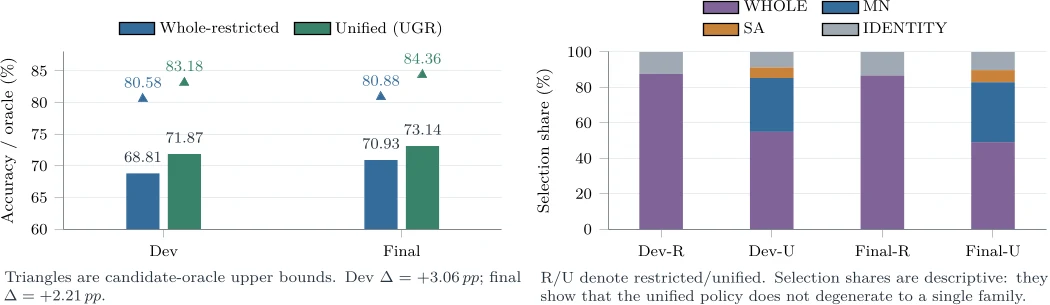 Whole-restricted Unified (UGR)
Accuracy / oracle (%)
85
80
75
70
65
60
80.58
83.18
68.81
71.87
80.88
84.36
70.93
73.14
Dev Final
Triangles are candidate-oracle upper bounds. Dev Δ = +3.06 pp; final
Δ = +2.21 pp.
WHOLE MN
SA IDENTITY
Selection share (%)
100
80
60
40
20
0
Dev-R Dev-U Final-R Final-U
R/U denote restricted/unified. Selection shares are descriptive: they
show that the unified policy does not degenerate to a single family.